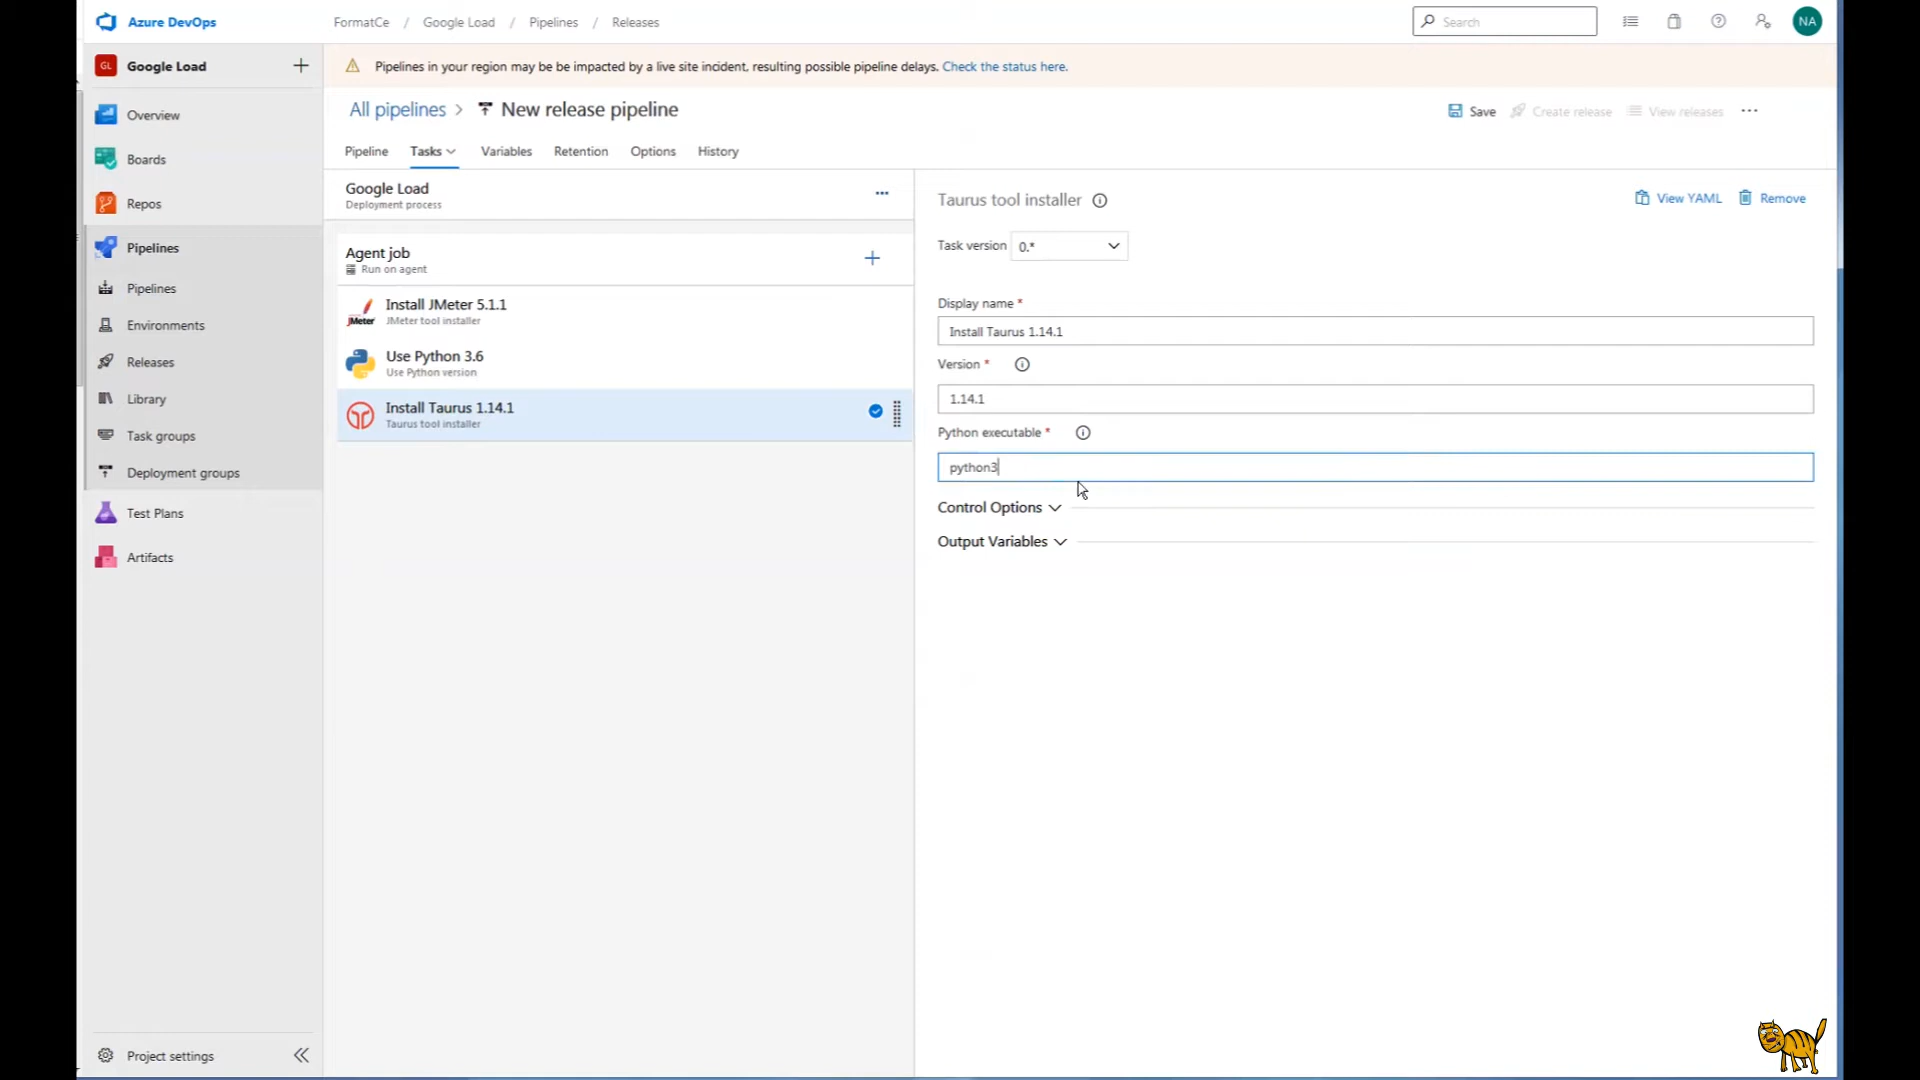 Azure DevOps
FormatCe / Google Load / Pipelines / Releases
Search
NA
GL Google Load
Pipelines in your region may be be impacted by a live site incident, resulting possible pipeline delays. Check the status here.
Overview
Boards
Repos
Pipelines
Pipelines
Environments
Releases
Library
Task groups
Deployment groups
Test Plans
Artifacts
Project settings
All pipelines > New release pipeline
Save
Create release
View releases
Pipeline
Tasks
Variables
Retention
Options
History
Google Load
Deployment process
Agent job
Run on agent
JMeter
Install JMeter 5.1.1
JMeter tool installer
Use Python 3.6
Use Python version
Install Taurus 1.14.1
Taurus tool installer
Taurus tool installer
View YAML
Remove
Task version 0.*
Display name *
Install Taurus 1.14.1
Version *
1.14.1
Python executable *
python3
Control Options
Output Variables